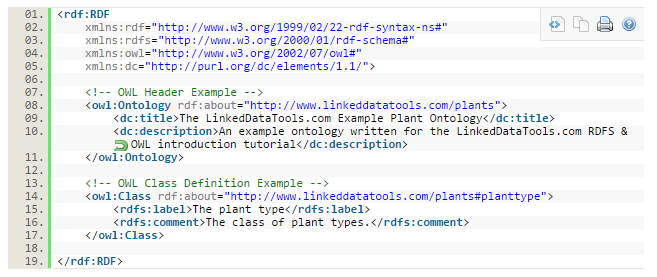 01. <rdf:RDF
02. xmlns:rdf="http://www.w3.org/1999/02/22-rdf-syntax-ns#"
03. xmlns:rdfs="http://www.w3.org/2000/01/rdf-schema#"
04. xmlns:owl="http://www.w3.org/2002/07/owl#"
05. xmlns:dc="http://purl.org/dc/elements/1.1/">
06.
07. <!-- OWL Header Example -->
08. <owl:Ontology rdf:about="http://www.linkeddatatools.com/plants">
09. <dc:title>The LinkedDataTools.com Example Plant Ontology</dc:title>
10. <dc:description>An example ontology written for the LinkedDataTools.com RDFS &
OWL introduction tutorial</dc:description>
11. </owl:Ontology>
12.
13. <!-- OWL Class Definition Example -->
14. <owl:Class rdf:about="http://www.linkeddatatools.com/plants#planttype">
15. <rdfs:label>The plant type</rdfs:label>
16. <rdfs:comment>The class of plant types.</rdfs:comment>
17. </owl:Class>
18.
19. </rdf:RDF>